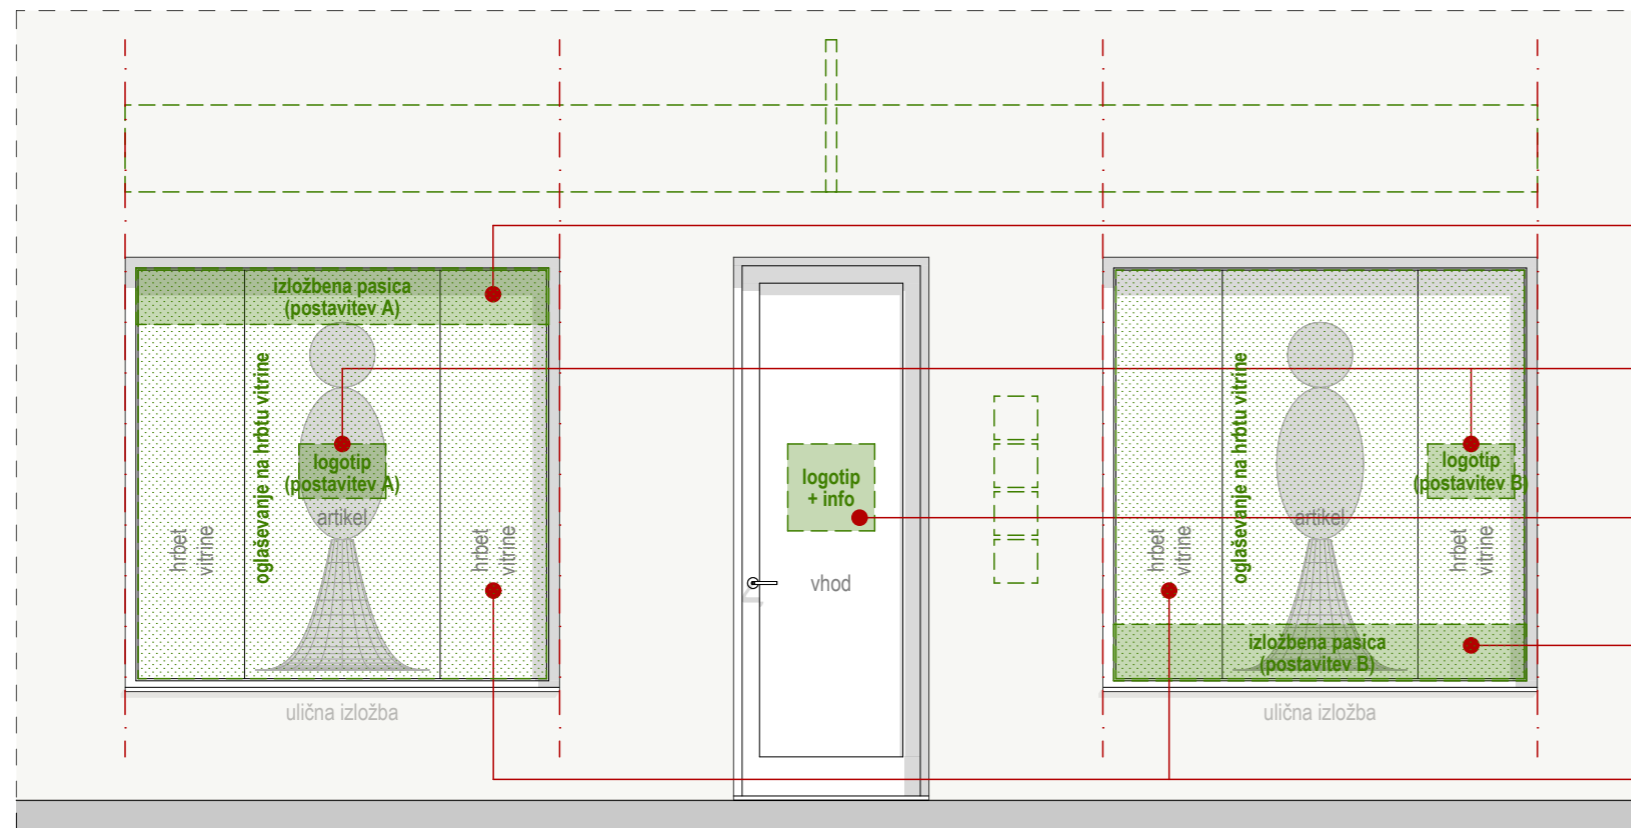 izložbena pasica
(postavitev A)
oglaševanje na hrbtu vitrine
logotip
(postavitev A)
artikel
hrbet
vitrine
hrbet
vitrine
ulična izložba
logotip
+ info
vhod
oglaševanje na hrbtu vitrine
logotip
(postavitev B)
artikel
hrbet
vitrine
hrbet
vitrine
izložbena pasica
(postavitev B)
ulična izložba